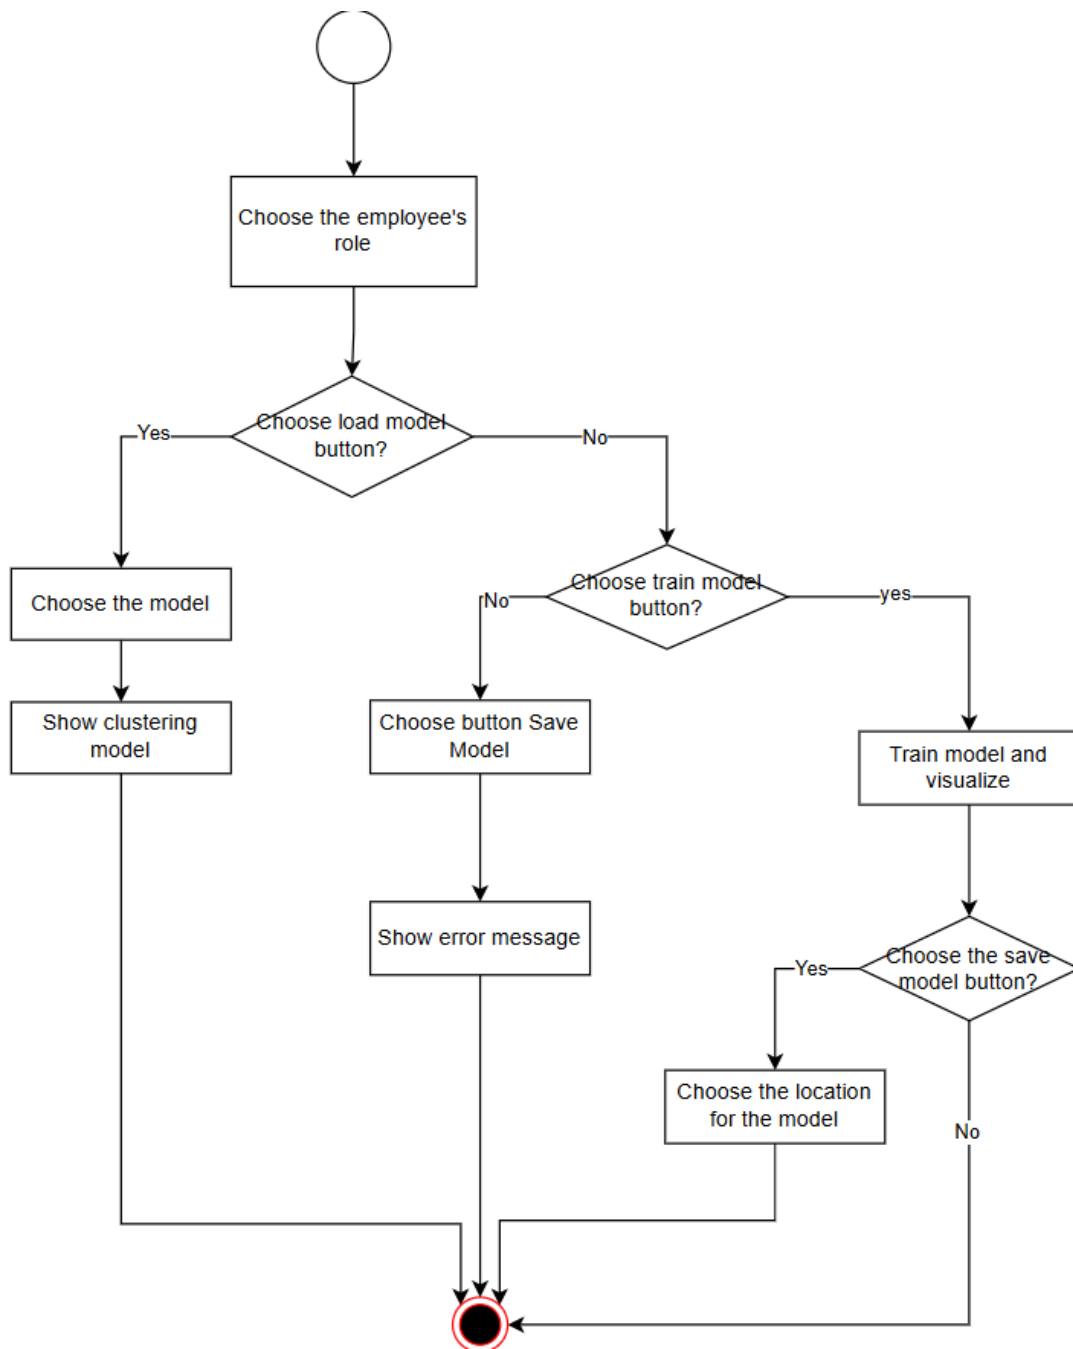 Choose the employee's
role
Choose load model
button?
Yes
No
Choose the model
Show clustering
model
Choose train model
button?
No
yes
Choose button Save
Model
Show error message
Train model and
visualize
Choose the save
model button?
Yes
No
Choose the location
for the model